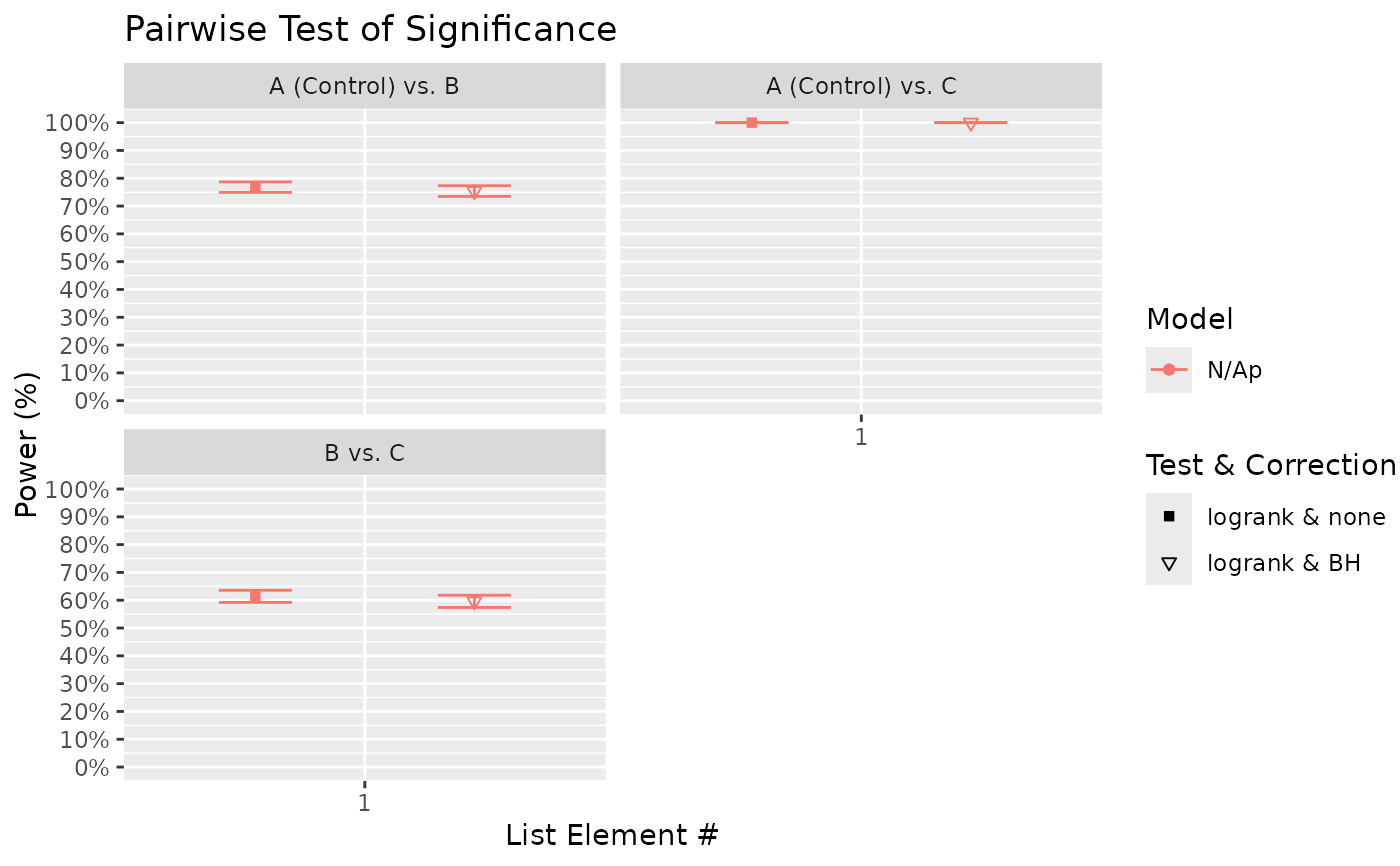 Pairwise Test of Significance
A (Control) vs. B
A (Control) vs. C
100%
90%
80%
70%
60%
50%
40%
30%
20%
10%
0%
1
B vs. C
100%
90%
80%
70%
60%
50%
40%
30%
20%
10%
0%
1
Power (%)
List Element #
Model
N/Ap
Test & Correction
logrank & none
logrank & BH